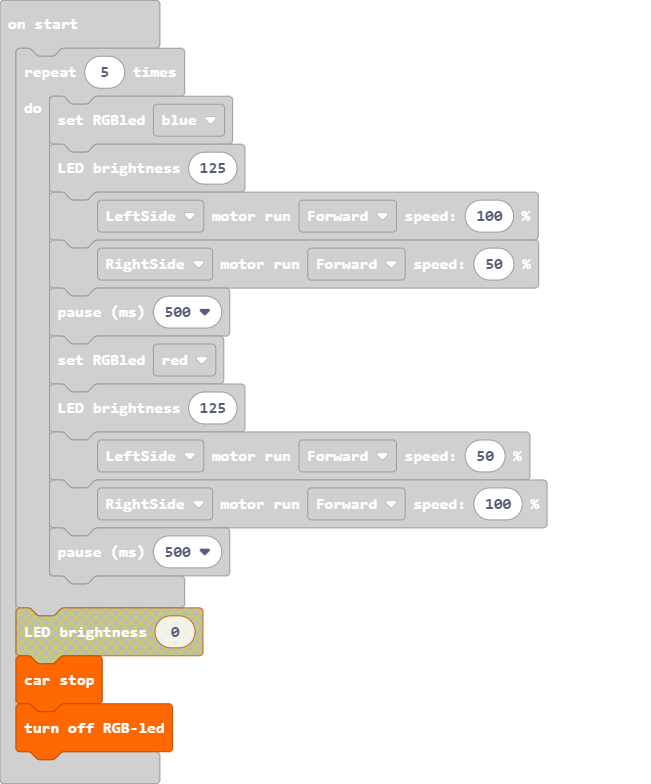 on start
repeat 5 times
do
set RGBled blue
LED brightness 125
LeftSide motor run Forward speed: 100 %
RightSide motor run Forward speed: 50 %
pause (ms) 500
set RGBled red
LED brightness 125
LeftSide motor run Forward speed: 50 %
RightSide motor run Forward speed: 100 %
pause (ms) 500
LED brightness 0
car stop
turn off RGB-led